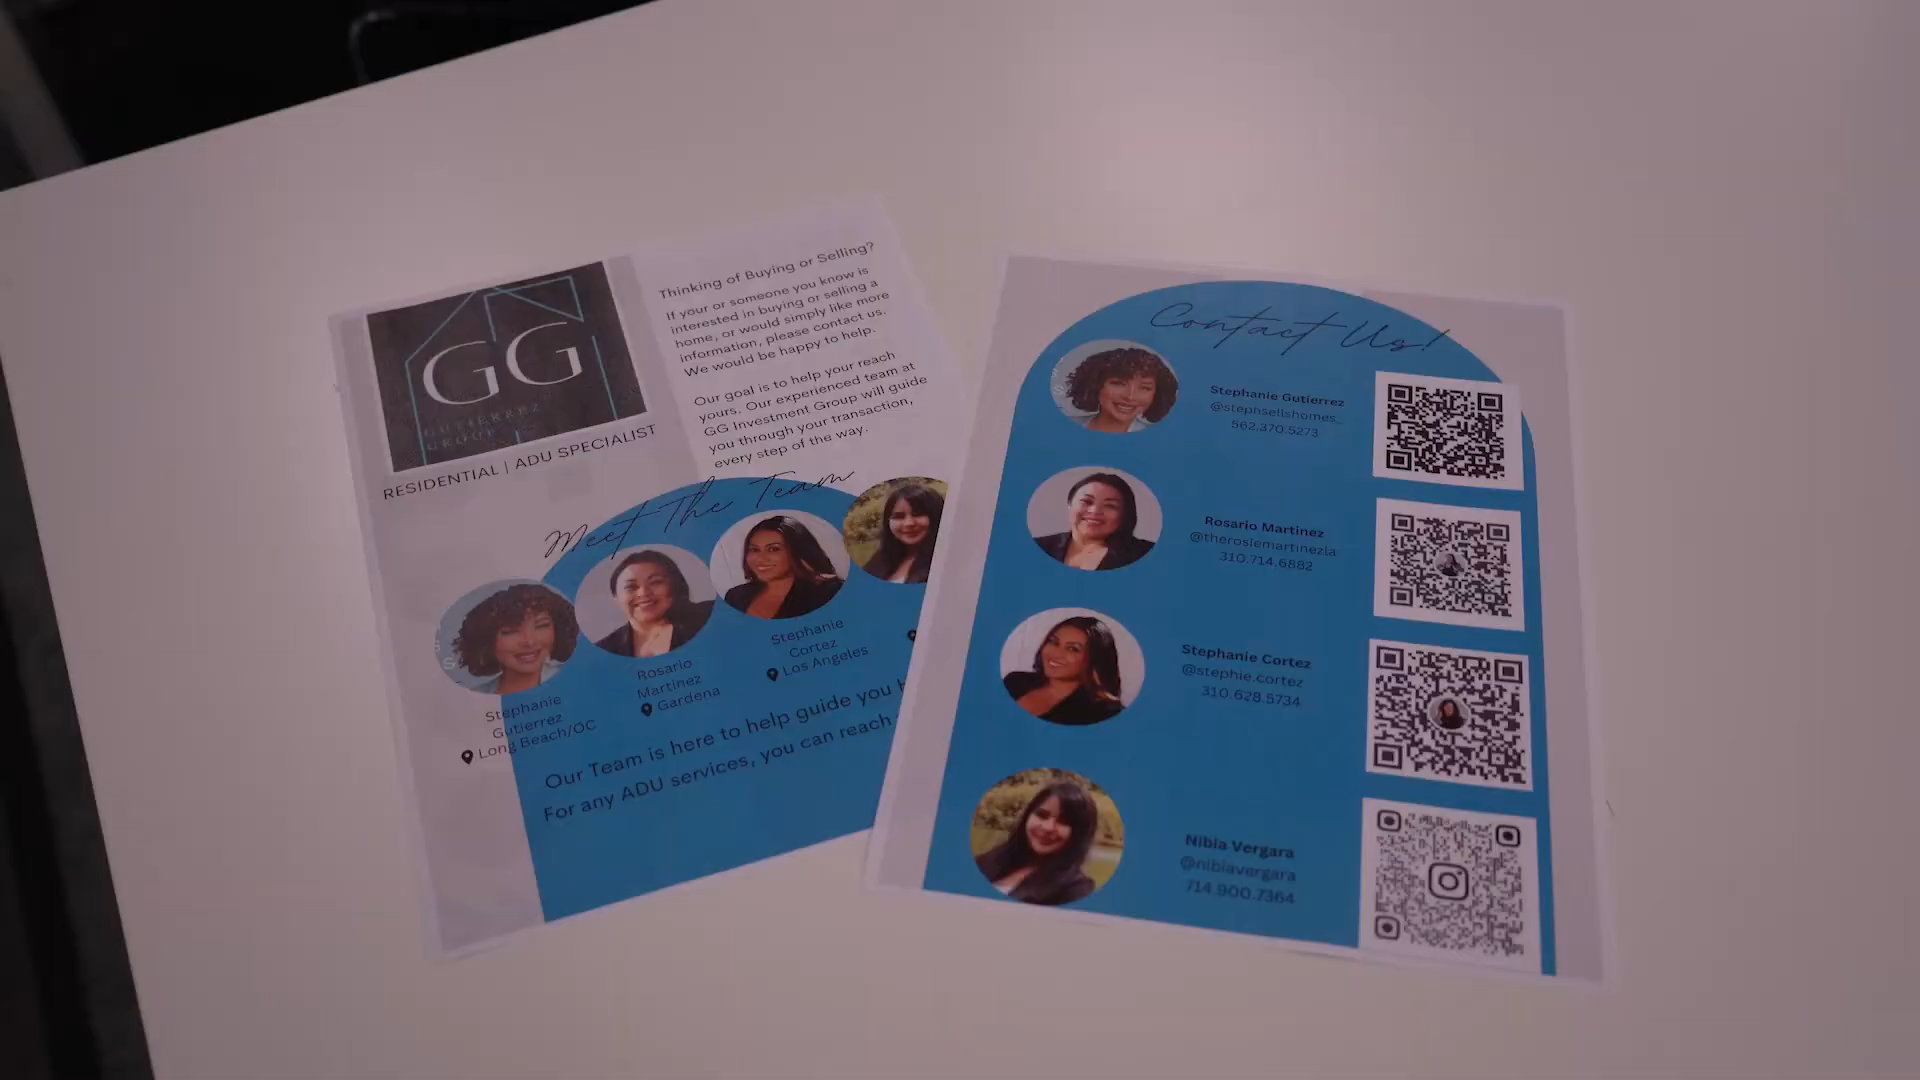 GG
GUTIERREZ
GROUP
RESIDENTIAL | ADU SPECIALIST
Thinking of Buying or Selling?
If your or someone you know is
interested in buying or selling a
home, or would simply like more
information, please contact us.
We would be happy to help.
Our goal is to help your reach
yours. Our experienced team at
GG Investment Group will guide
you through your transaction,
every step of the way.
Meet The Team
Stephanie
Gutierrez
Long Beach/OC
Rosario
Martinez
Gardena
Stephanie
Cortez
Los Angeles
Our Team is here to help guide you
For any ADU services, you can reach
Contact Us!
Stephanie Gutierrez
@stephsellshomes_
562.370.5273
Rosario Martinez
@therosiemartinezla
310.714.6882
Stephanie Cortez
@stephie.cortez
310.628.5734
Nibia Vergara
@nibiavergara
714.900.7364